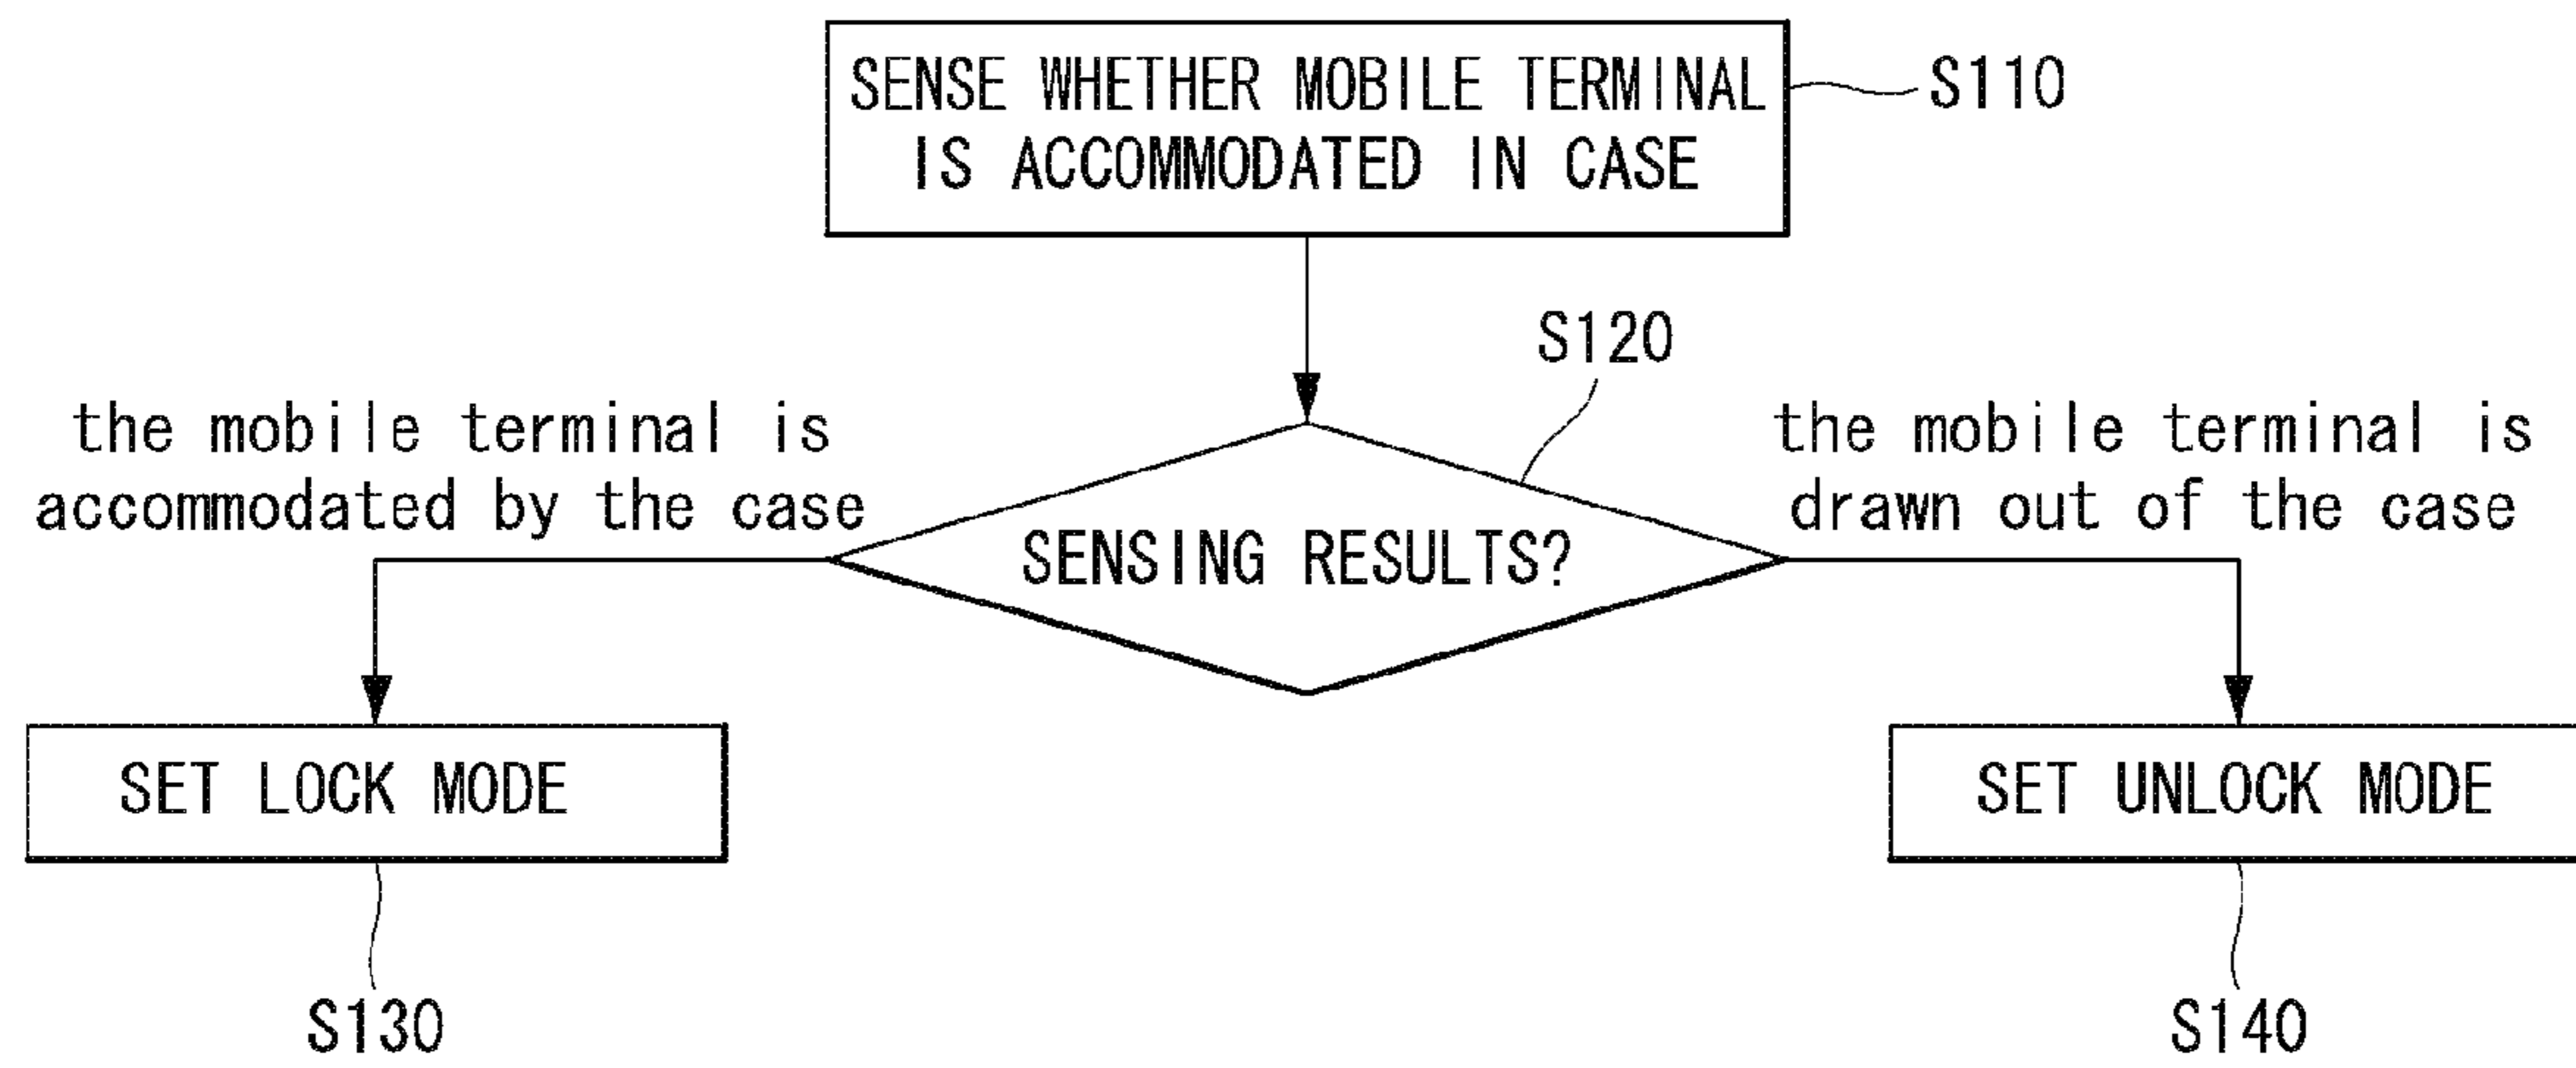 SENSE WHETHER MOBILE TERMINAL
IS ACCOMMODATED IN CASE
S110
S120
the mobile terminal is
accommodated by the case
SENSING RESULTS?
the mobile terminal is
drawn out of the case
SET LOCK MODE
SET UNLOCK MODE
S130
S140